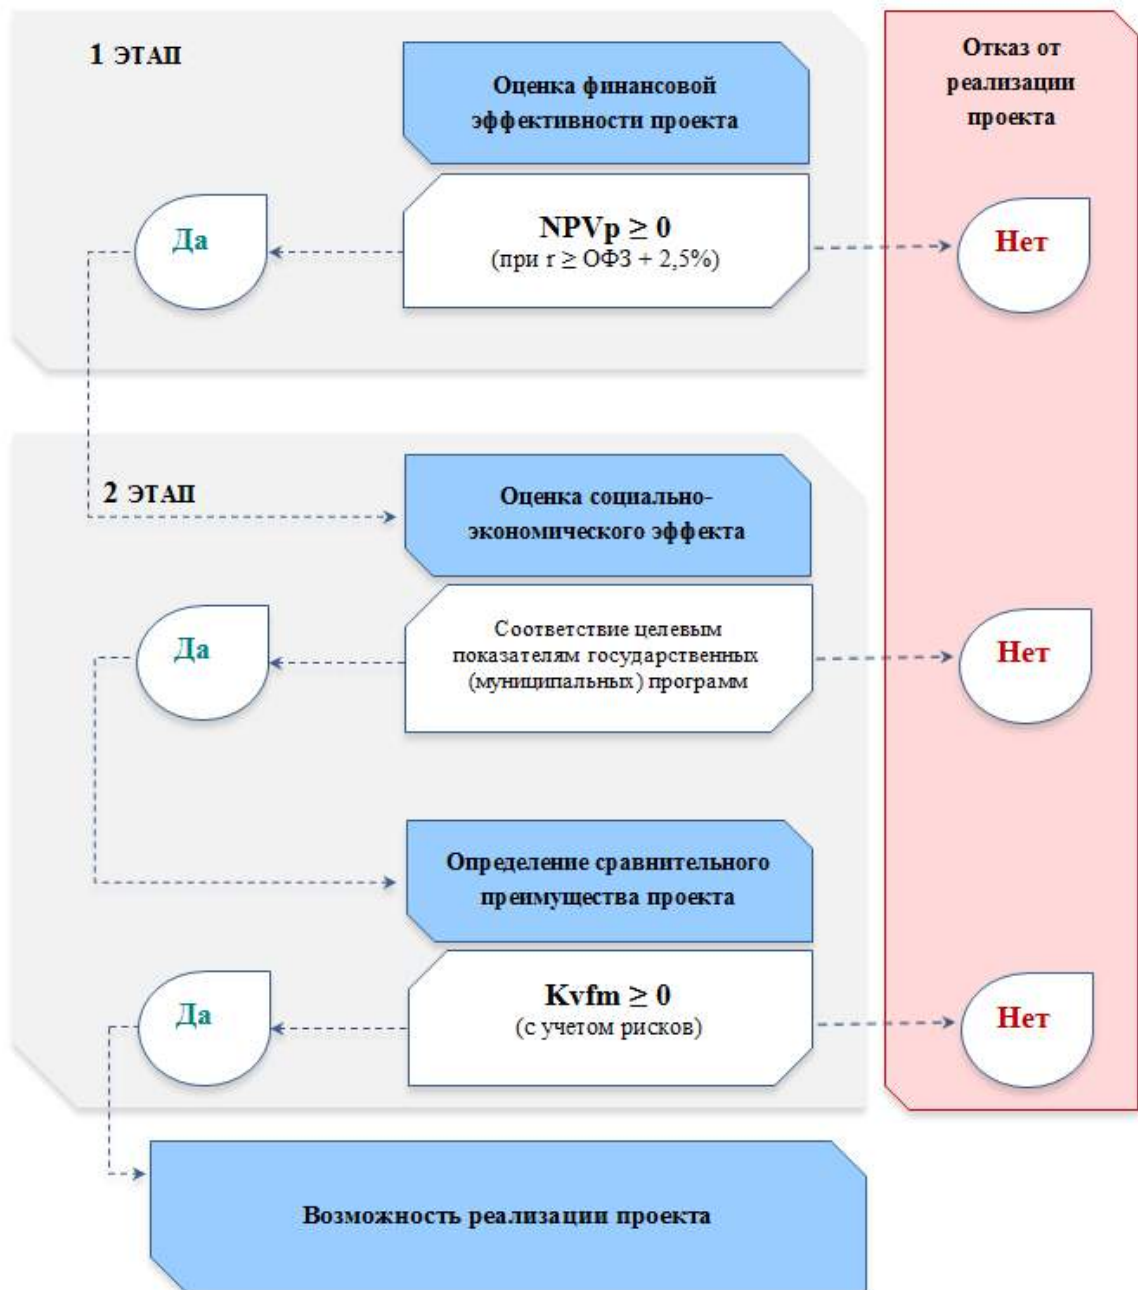 1 ЭТАП
Оценка финансовой
эффективности проекта
Отказ от
реализации
проекта
Да
NPVp ≥ 0
(при r ≥ ОФЗ + 2,5%)
Нет
2 ЭТАП
Оценка социально-
экономического эффекта
Да
Соответствие целевым
показателям государственных
(муниципальных) программ
Нет
Определение сравнительного
преимущества проекта
Да
Kvfm ≥ 0
(с учетом рисков)
Нет
Возможность реализации проекта